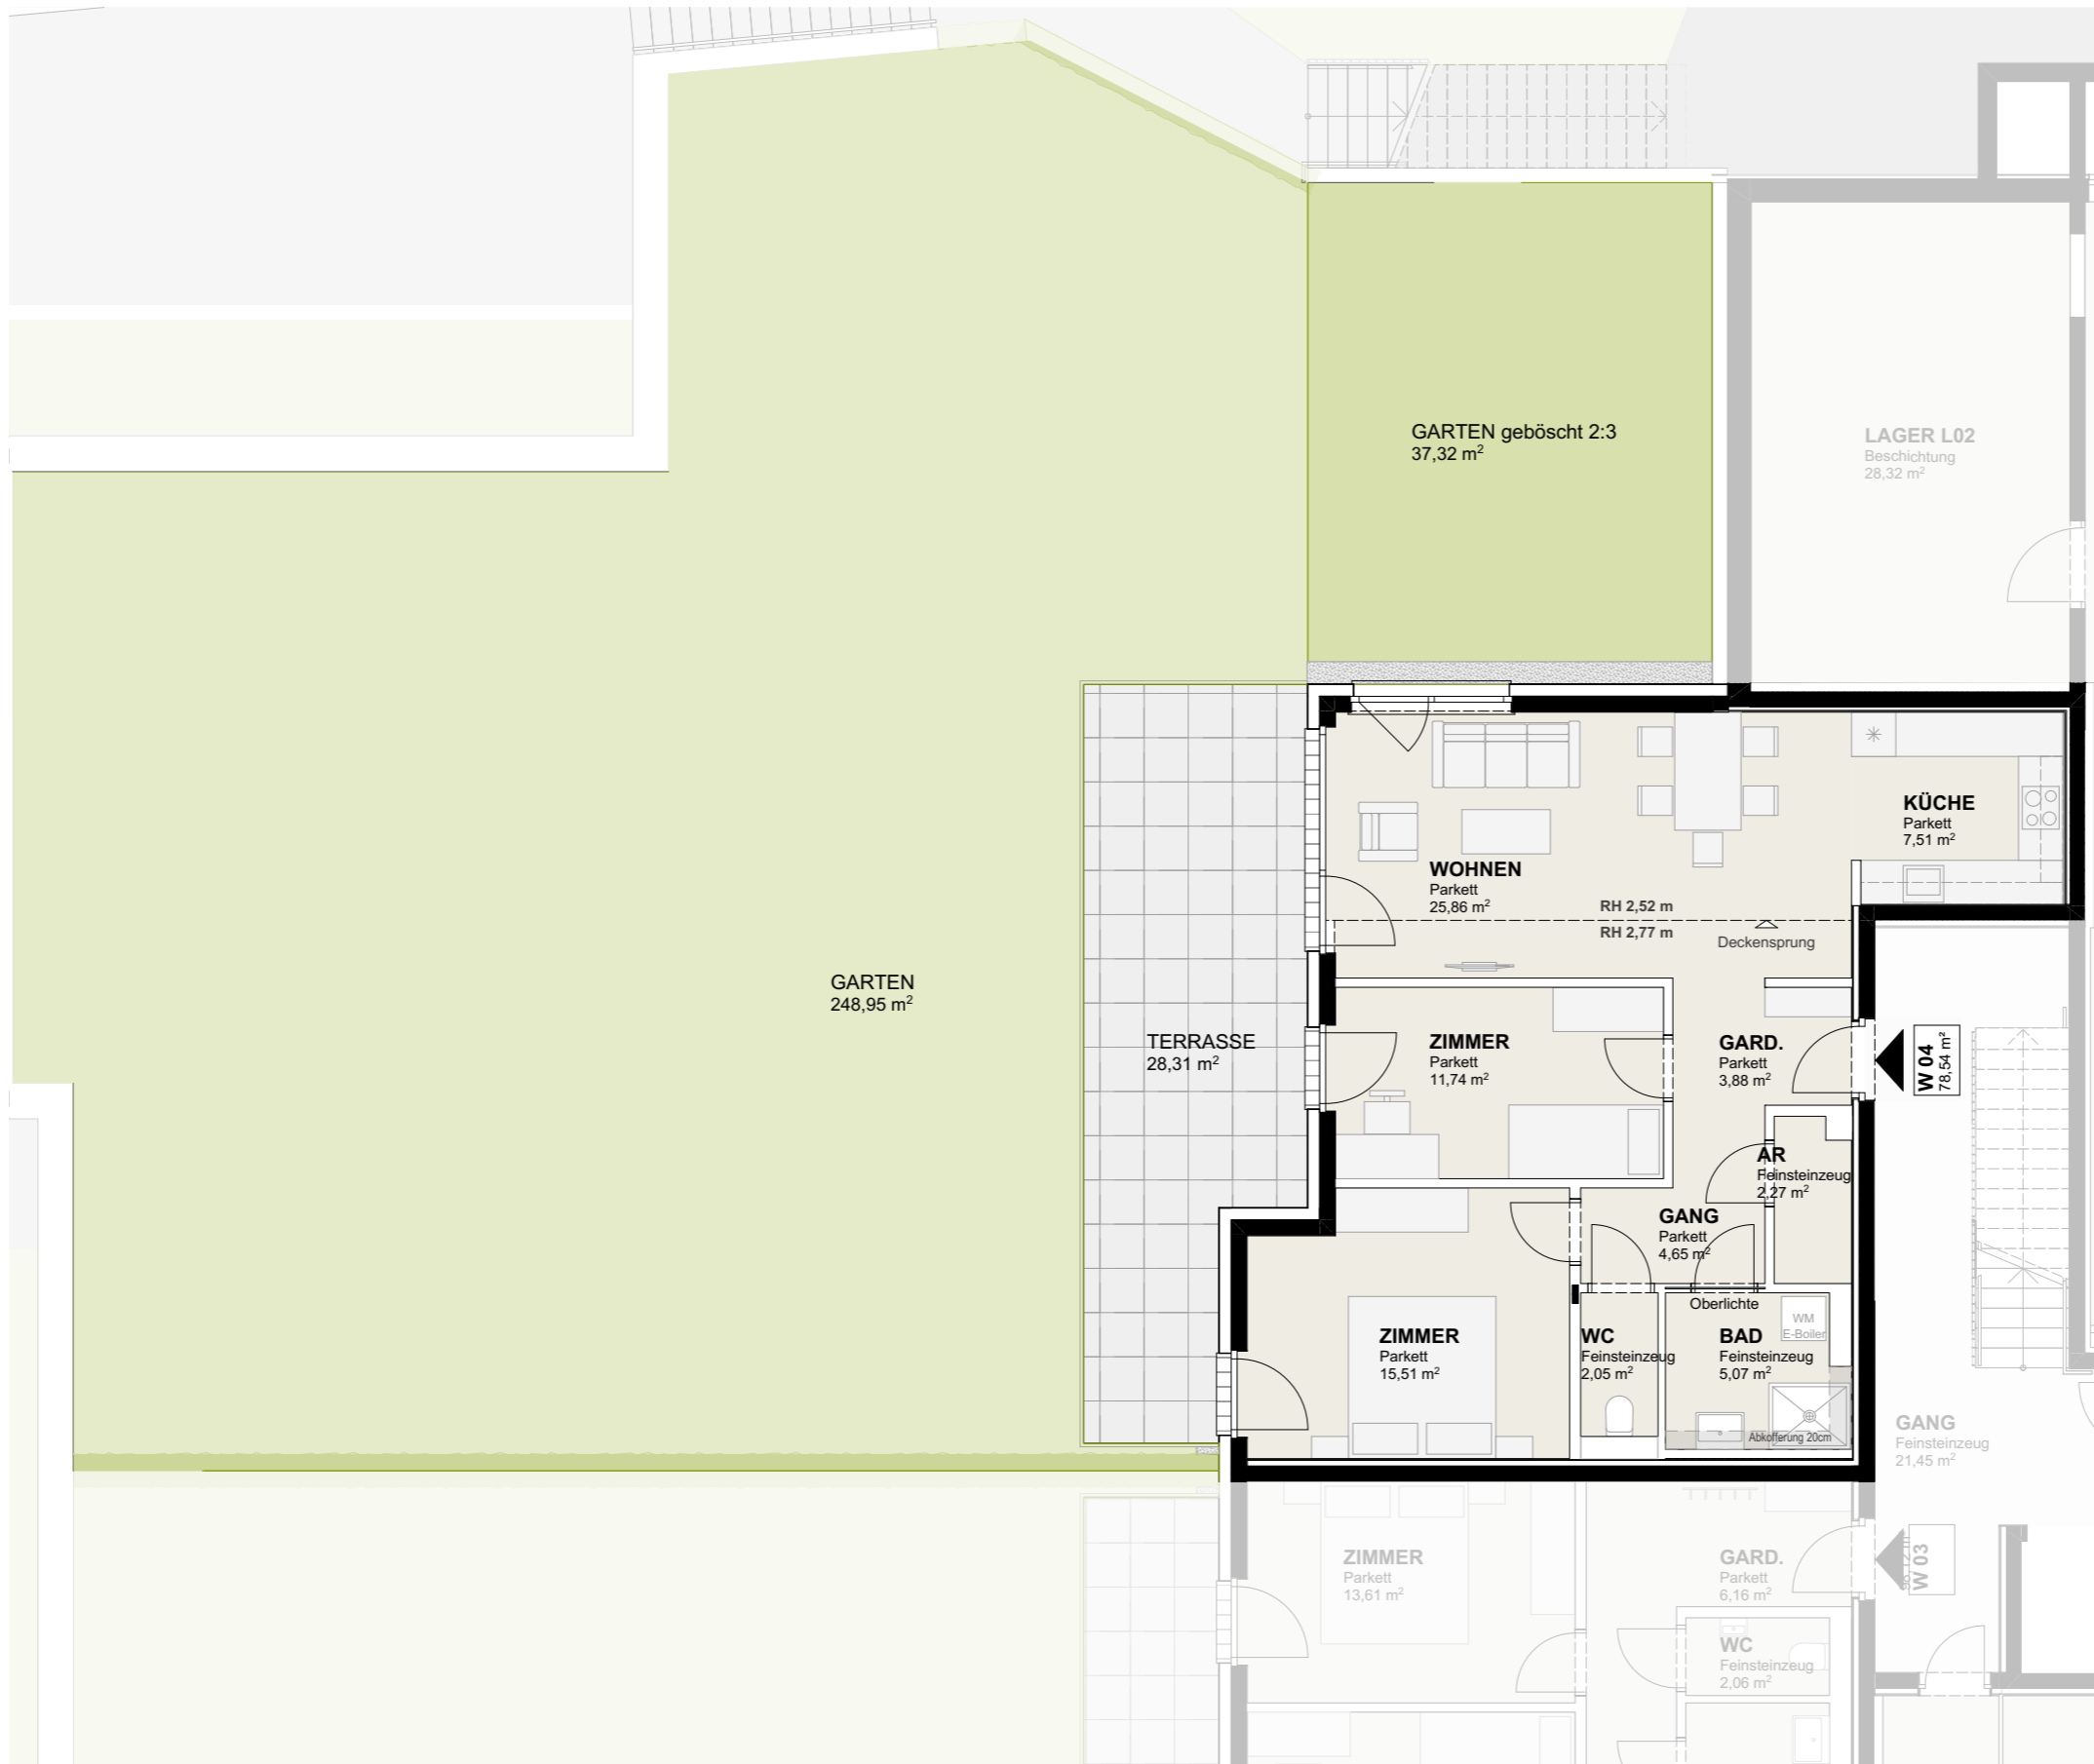 GARTEN geböscht 2:3
37,32 m²
LAGER L02
Beschichtung
28,32 m²
KÜCHE
Parkett
7,51 m²
WOHNEN
Parkett
25,86 m²
RH 2,52 m
RH 2,77 m
Deckensprung
GARTEN
248,95 m²
TERRASSE
28,31 m²
ZIMMER
Parkett
11,74 m²
GARD.
Parkett
3,88 m²
W 04
78,54 m²
AR
Feinsteinzeug
2,27 m²
GANG
Parkett
4,65 m²
Oberlichte
WM
E-Boiler
ZIMMER
Parkett
15,51 m²
WC
Feinsteinzeug
2,05 m²
BAD
Feinsteinzeug
5,07 m²
Abkofferung 20cm
GANG
Feinsteinzeug
21,45 m²
ZIMMER
Parkett
13,61 m²
GARD.
Parkett
6,16 m²
W 03
WC
Feinsteinzeug
2,06 m²